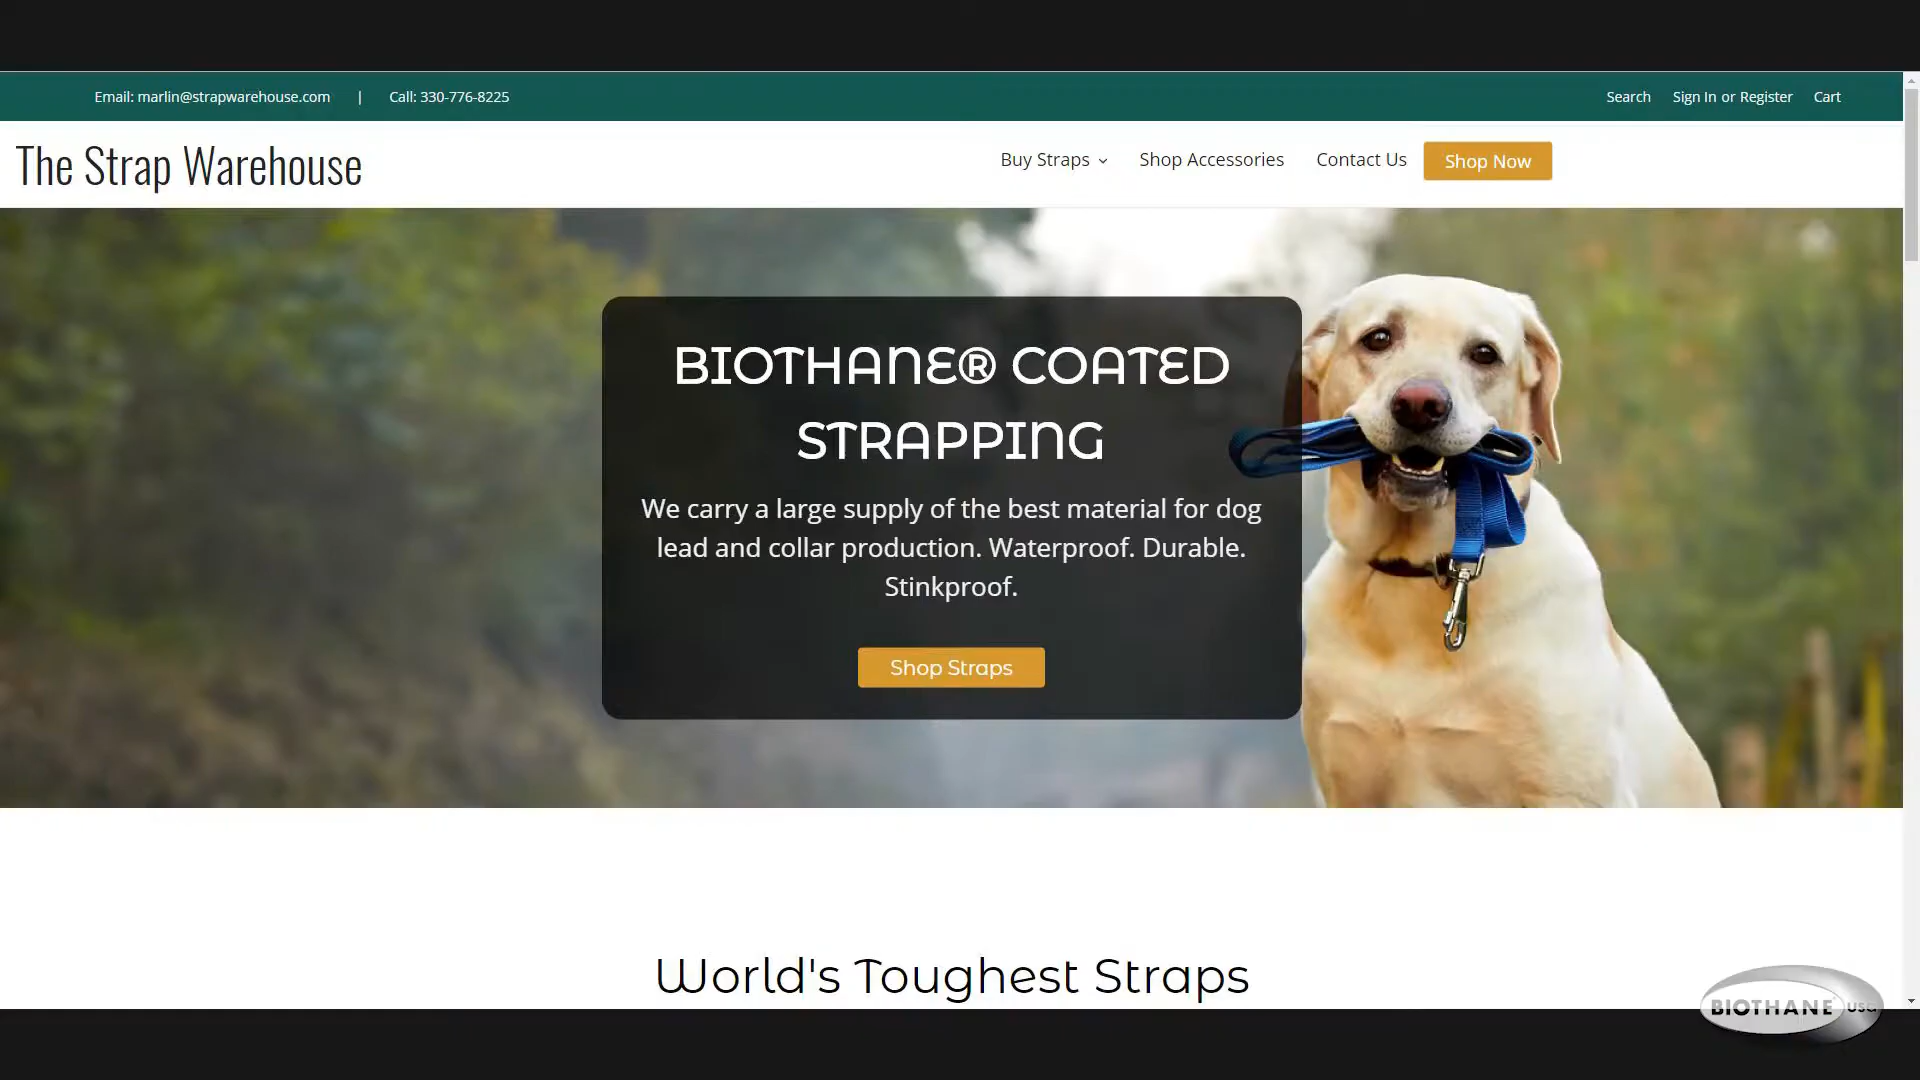 Email: marlin@strapwarehouse.com | Call: 330-776-8225
Search Sign In or Register Cart
The Strap Warehouse
Buy Straps Shop Accessories Contact Us Shop Now
BIOTHANE® COATED
STRAPPING
We carry a large supply of the best material for dog
lead and collar production. Waterproof. Durable.
Stinkproof.
Shop Straps
World's Toughest Straps
BIOTHANE USA